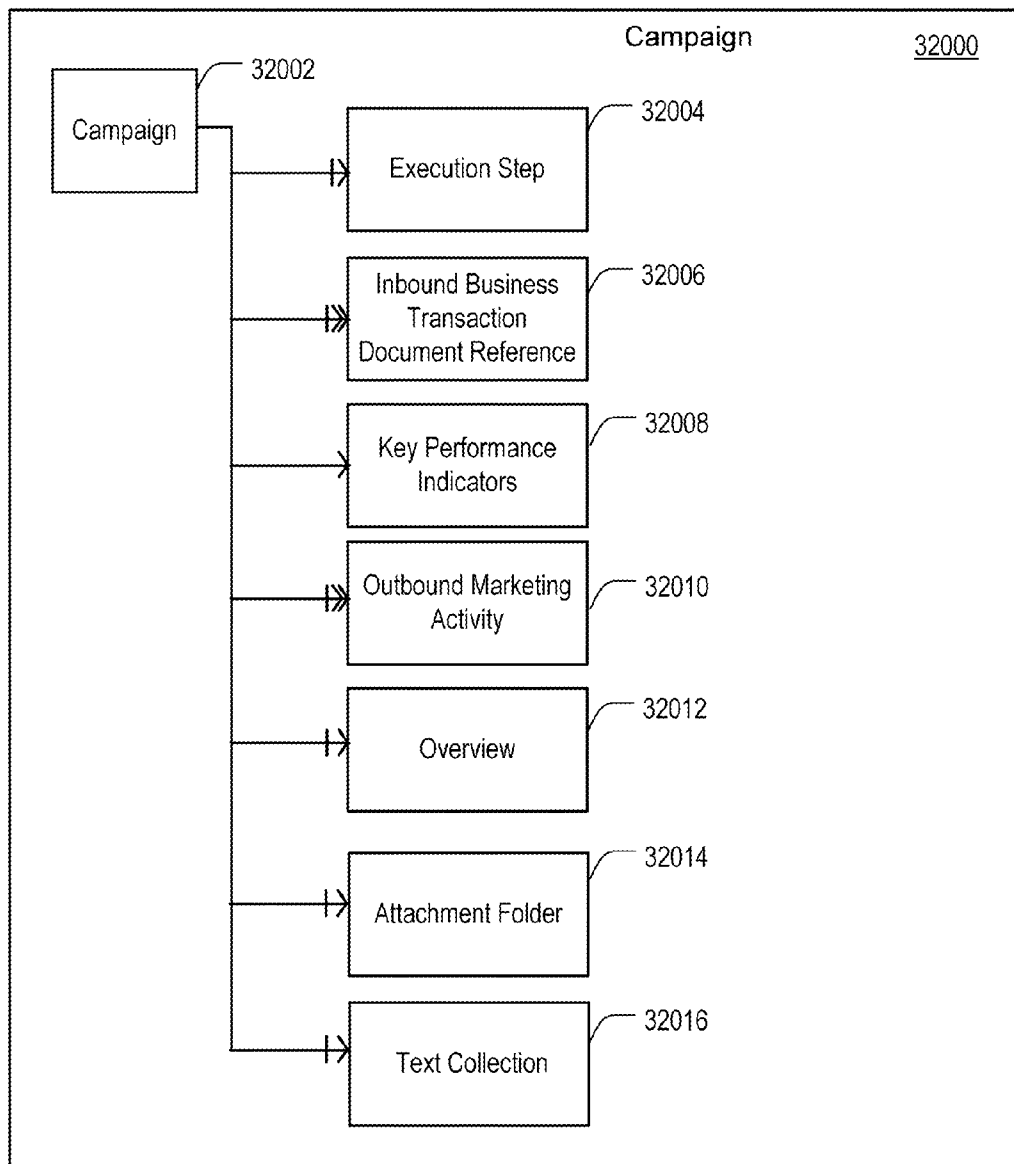 Campaign
32000
32002
Campaign
32004
Execution Step
32006
Inbound Business
Transaction
Document Reference
32008
Key Performance
Indicators
32010
Outbound Marketing
Activity
32012
Overview
32014
Attachment Folder
32016
Text Collection